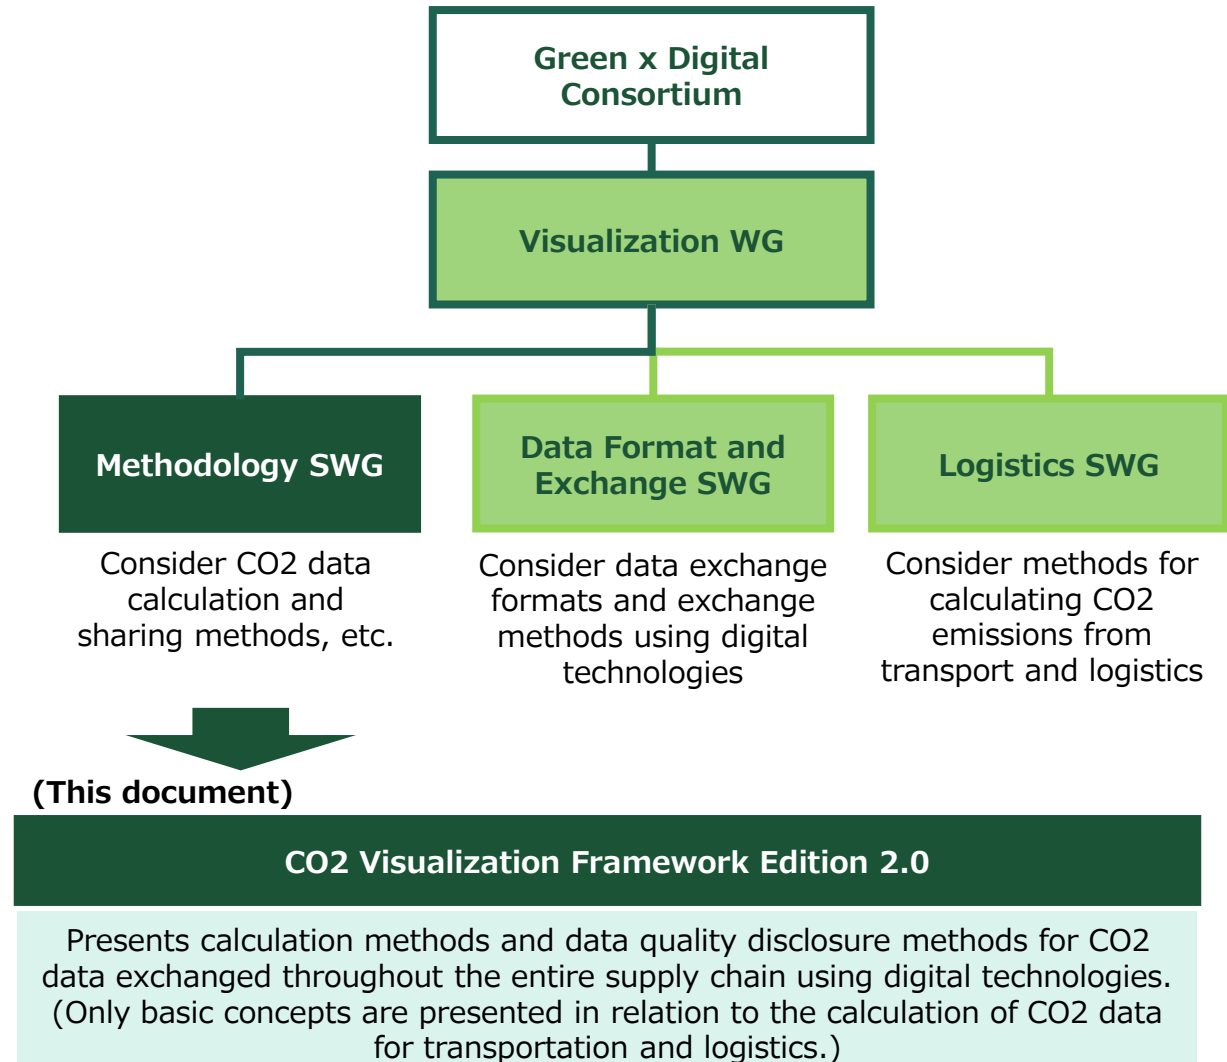 Green x Digital
Consortium
Visualization WG
Methodology SWG
Data Format and
Exchange SWG
Logistics SWG
Consider CO2 data
calculation and
sharing methods, etc.
Consider data exchange
formats and exchange
methods using digital
technologies
Consider methods for
calculating CO2
emissions from
transport and logistics
(This document)
CO2 Visualization Framework Edition 2.0
Presents calculation methods and data quality disclosure methods for CO2
data exchanged throughout the entire supply chain using digital technologies.
(Only basic concepts are presented in relation to the calculation of CO2 data
for transportation and logistics.)